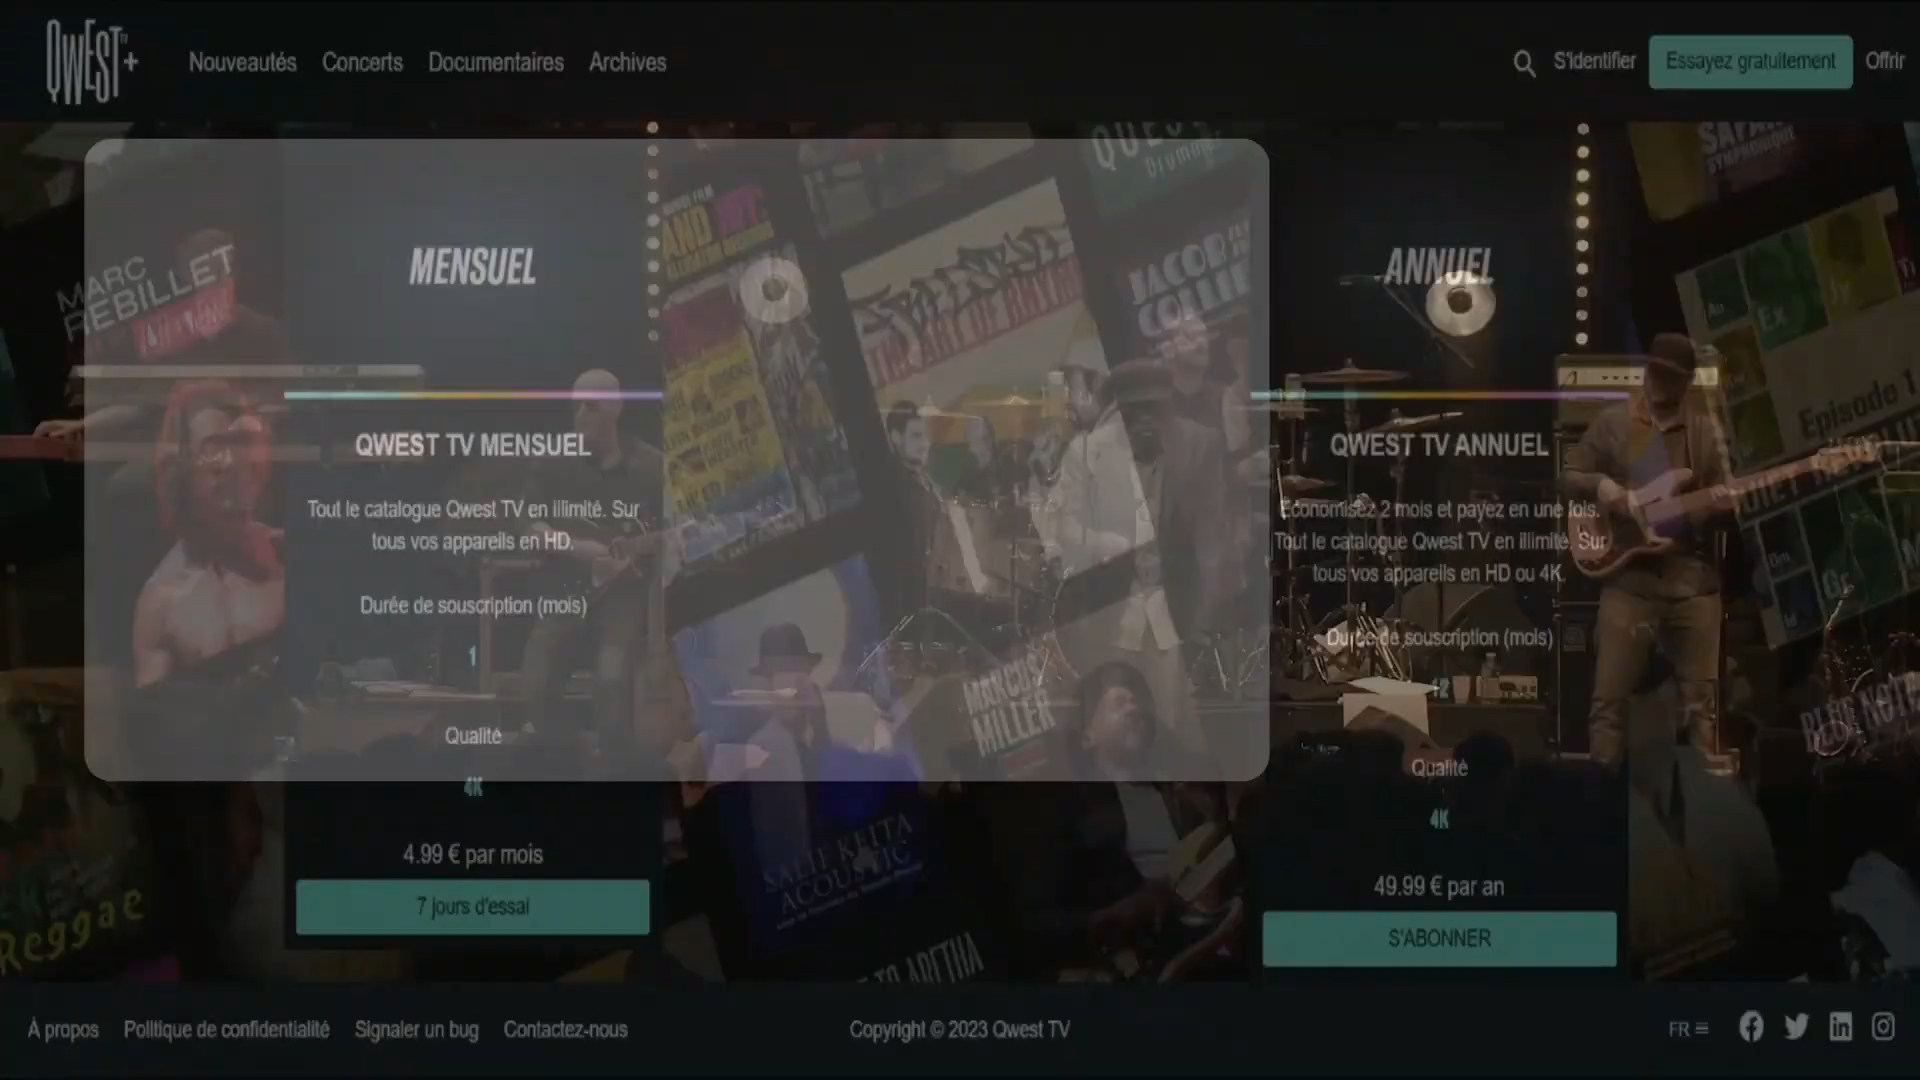 QWEST TV+
Nouveautés
Concerts
Documentaires
Archives
S'identifier
Essayez gratuitement
Offrir
MARC
REBILLET
MENSUEL
QWEST TV MENSUEL
Tout le catalogue Qwest TV en illimité. Sur
tous vos appareils en HD.
Durée de souscription (mois)
1
Qualité
4K
4.99 € par mois
7 jours d'essai
JACOB
COLLIE
MARCUS
MILLER
SALIF KEITA
ACOUSTIC
TO ARETHA
Reggae
ANNUEL
QWEST TV ANNUEL
Économisez 2 mois et payez en une fois.
Tout le catalogue Qwest TV en illimité. Sur
tous vos appareils en HD ou 4K.
Durée de souscription (mois)
12
Qualité
4K
49.99 € par an
S'ABONNER
SYMPHONIQUE
Episode 1
À propos
Politique de confidentialité
Signaler un bug
Contactez-nous
Copyright © 2023 Qwest TV
FR